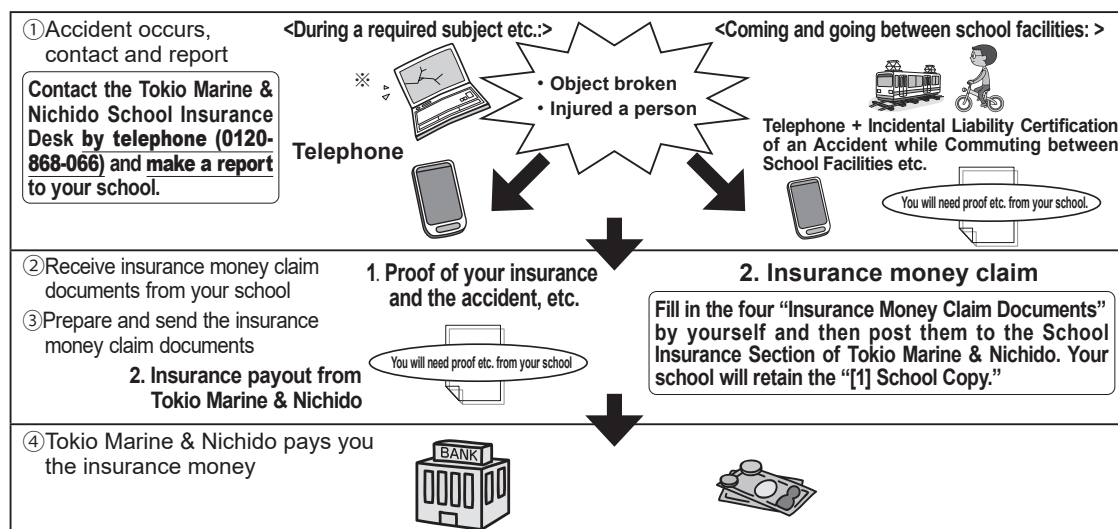 ①Accident occurs,
contact and report
Contact the Tokio Marine &
Nichido School Insurance
Desk by telephone (0120-
868-066) and make a report
to your school.
<During a required subject etc.:>
※
Telephone
• Object broken
• Injured a person
<Coming and going between school facilities: >
Telephone + Incidental Liability Certification
of an Accident while Commuting between
School Facilities etc.
You will need proof etc. from your school.
②Receive insurance money claim
documents from your school
③Prepare and send the insurance
money claim documents
2. Insurance payout from
Tokio Marine & Nichido
1. Proof of your insurance
and the accident, etc.
You will need proof etc. from your school
2. Insurance money claim
Fill in the four “Insurance Money Claim Documents”
by yourself and then post them to the School
Insurance Section of Tokio Marine & Nichido. Your
school will retain the “[1] School Copy.”
④Tokio Marine & Nichido pays you
the insurance money
BANK